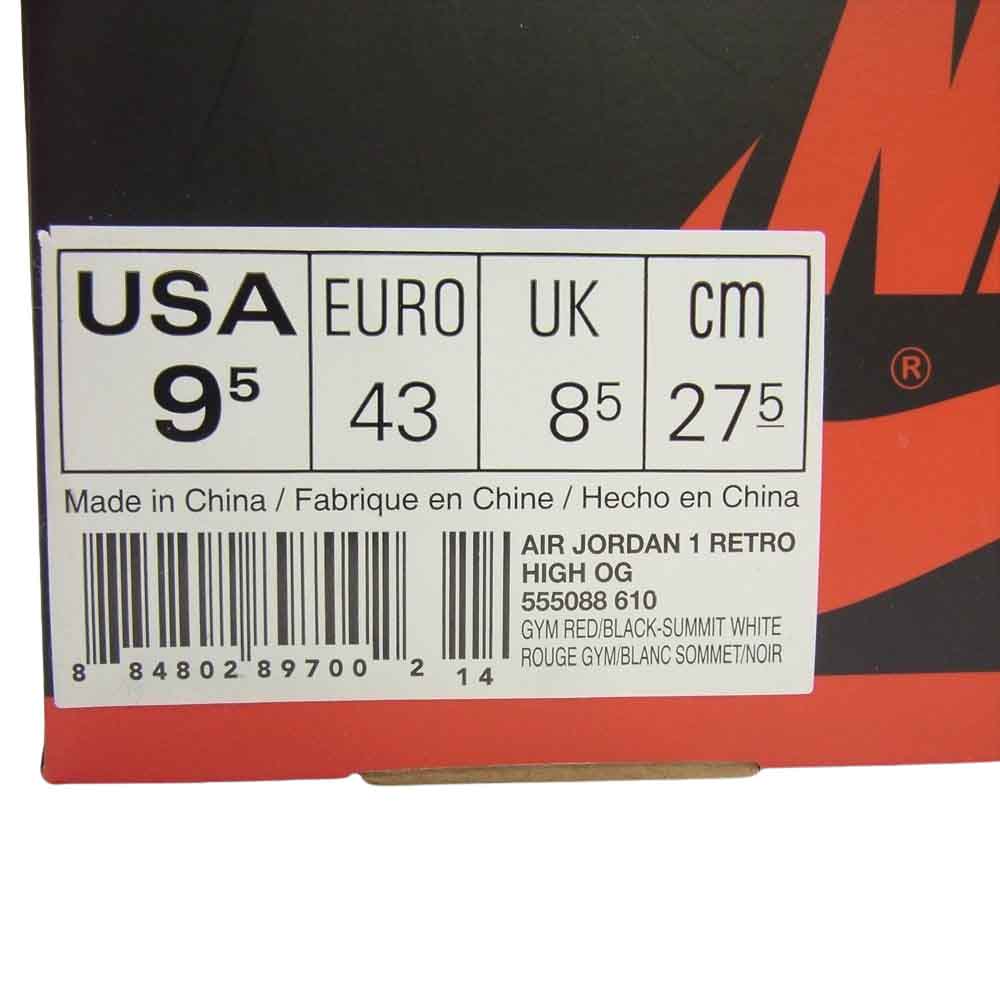 USA EURO UK cm
9⁵ 43 8⁵ 27⁵
®
Made in China / Fabrique en Chine / Hecho en China
AIR JORDAN 1 RETRO
HIGH OG
555088 610
GYM RED/BLACK-SUMMIT WHITE
ROUGE GYM/BLANC SOMMET/NOIR
8 84802 89700 2 14